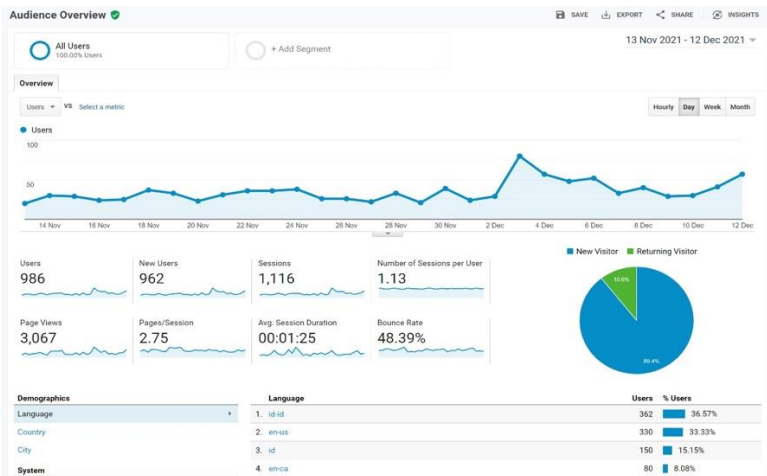 Audience Overview
SAVE EXPORT SHARE INSIGHTS
All Users
100.00% Users
+ Add Segment
13 Nov 2021 - 12 Dec 2021
Overview
Users VS Select a metric
Hourly Day Week Month
Users
100
50
14 Nov 16 Nov 18 Nov 20 Nov 22 Nov 24 Nov 26 Nov 28 Nov 30 Nov 2 Dec 4 Dec 6 Dec 8 Dec 10 Dec 12 Dec
New Visitor Returning Visitor
Users New Users Sessions Number of Sessions per User
986 962 1,116 1.13
10.6%
Page Views Pages/Session Avg. Session Duration Bounce Rate
3,067 2.75 00:01:25 48.39%
89.4%
Demographics Language Users % Users
Language 1. id-id 362 36.57%
Country 2. en-us 330 33.33%
City 3. id 150 15.15%
System 4. en-ca 80 8.08%